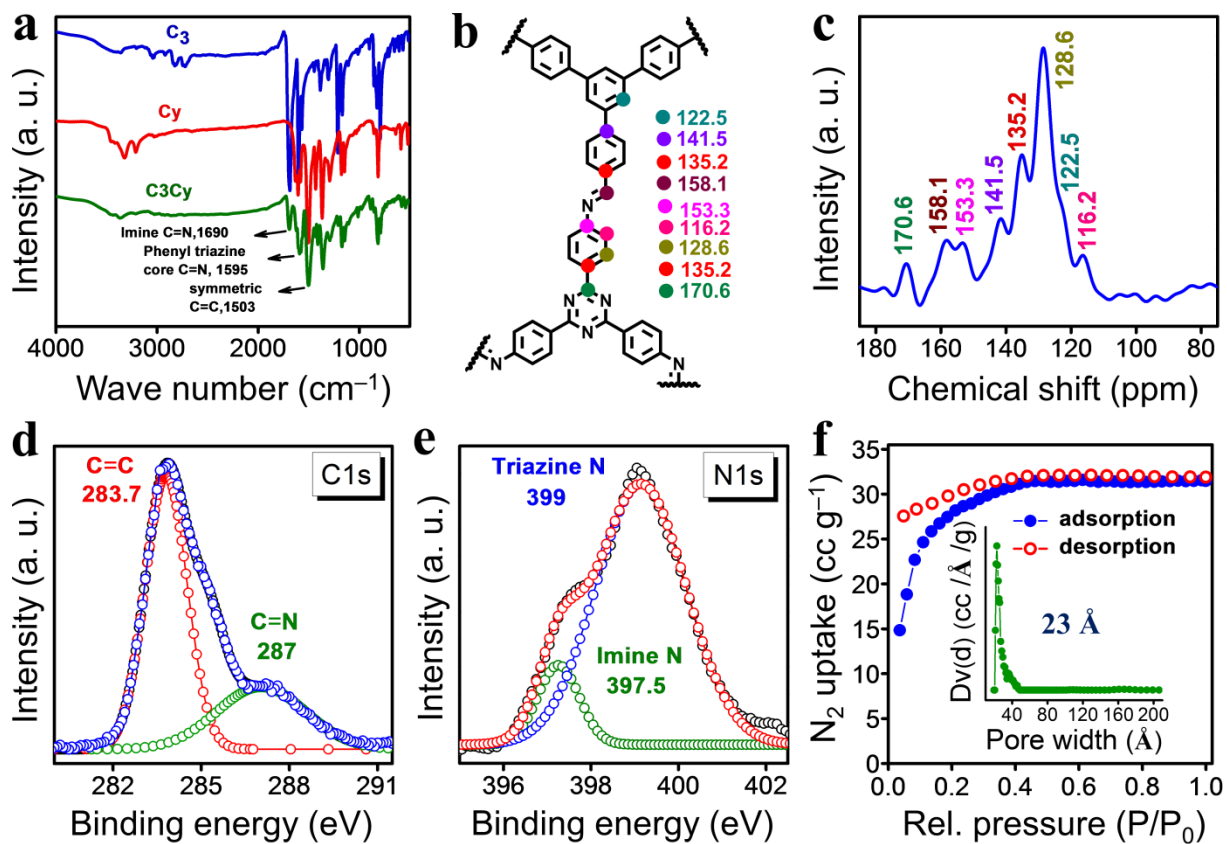 a
C3
Cy
C3Cy
Imine C=N,1690
Phenyl triazine
core C=N, 1595
symmetric
C=C,1503
Intensity (a. u.)
4000 3000 2000 1000
Wave number (cm⁻¹)
b
122.5
141.5
135.2
158.1
153.3
116.2
128.6
135.2
170.6
N
N
N N
N
N
N
c
170.6
158.1
153.3
141.5
135.2
128.6
122.5
116.2
Intensity (a. u.)
180 160 140 120 100 80
Chemical shift (ppm)
d
C=C
283.7
C1s
C=N
287
Intensity (a. u.)
282 285 288 291
Binding energy (eV)
e
Triazine N
399
N1s
Imine N
397.5
Intensity (a. u.)
396 398 400 402
Binding energy (eV)
f
N₂ uptake (cc g⁻¹)
35
30
25
20
15
10
5
0
adsorption
desorption
Dv(d) (cc /Å /g)
23 Å
40 80 120 160 200
Pore width (Å)
0.0 0.2 0.4 0.6 0.8 1.0
Rel. pressure (P/P₀)